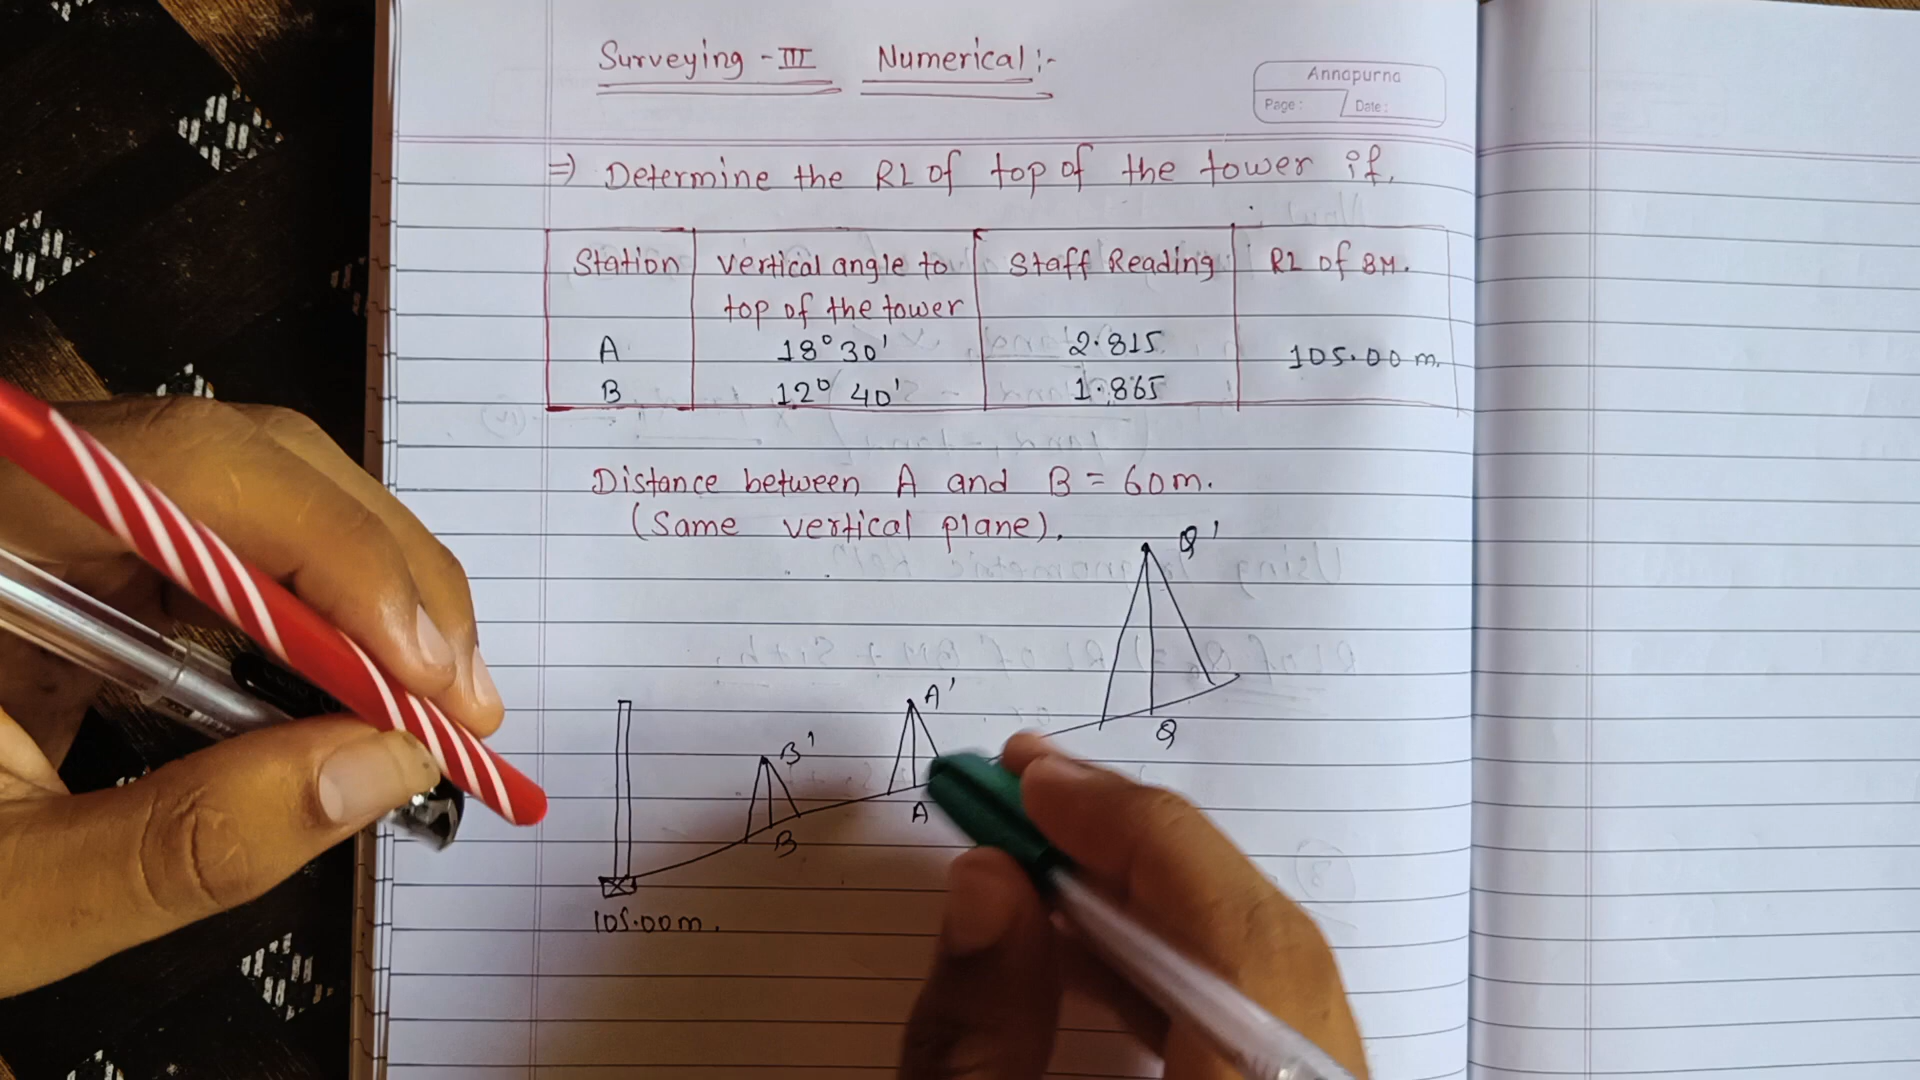 Surveying - III Numerical :-
Annapurna
Page : Date :
⇒ Determine the RL of top of the tower if,
Station vertical angle to top of the tower Staff Reading RL of BM.
A 18° 30' 2.815 105.00 m.
B 12° 40' 1.865
Distance between A and B = 60m.
(Same vertical plane).
Q'
A'
B'
Q
A
B
105.00m.